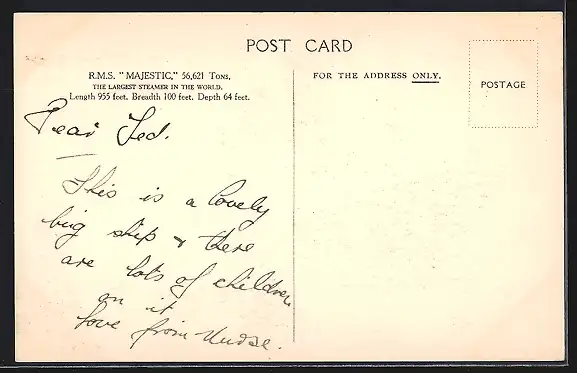 POST CARD
R.M.S. "MAJESTIC," 56,621 Tons,
THE LARGEST STEAMER IN THE WORLD.
Length 955 feet. Breadth 100 feet. Depth 64 feet.
FOR THE ADDRESS ONLY.
POSTAGE
Dear Ted.
This is a lovely
big ship & there
are lots of children
on it
love from Nurse.